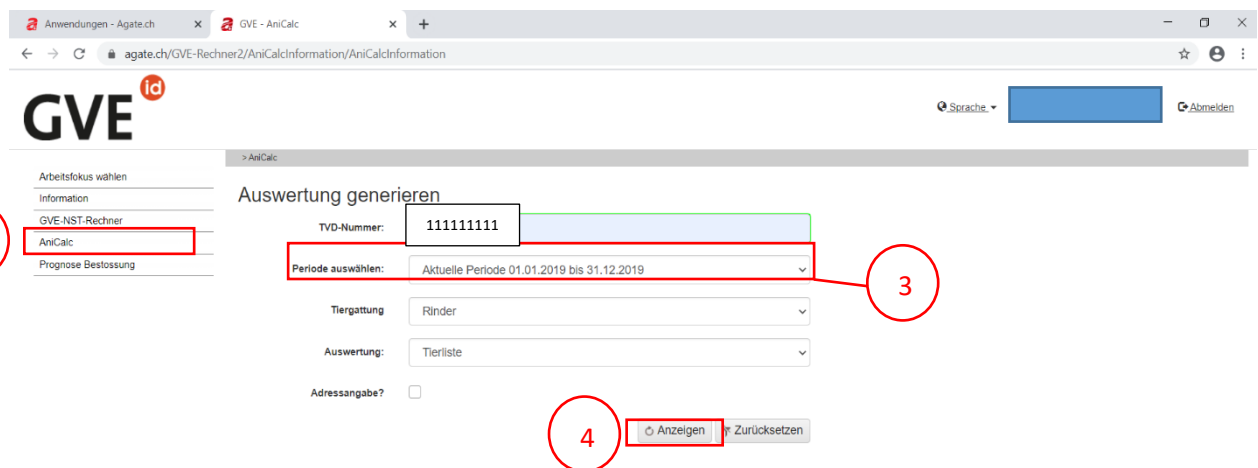 Anwendungen - Agate.ch
GVE - AniCalc
agate.ch/GVE-Rechner2/AniCalcInformation/AniCalcInformation
GVE id
Sprache
Abmelden
> AniCalc
Arbeitsfokus wählen
Information
GVE-NST-Rechner
AniCalc
Prognose Bestossung
Auswertung generieren
TVD-Nummer: 111111111
Periode auswählen: Aktuelle Periode 01.01.2019 bis 31.12.2019
3
Tiergattung Rinder
Auswertung: Tierliste
Adressangabe?
4
Anzeigen Zurücksetzen